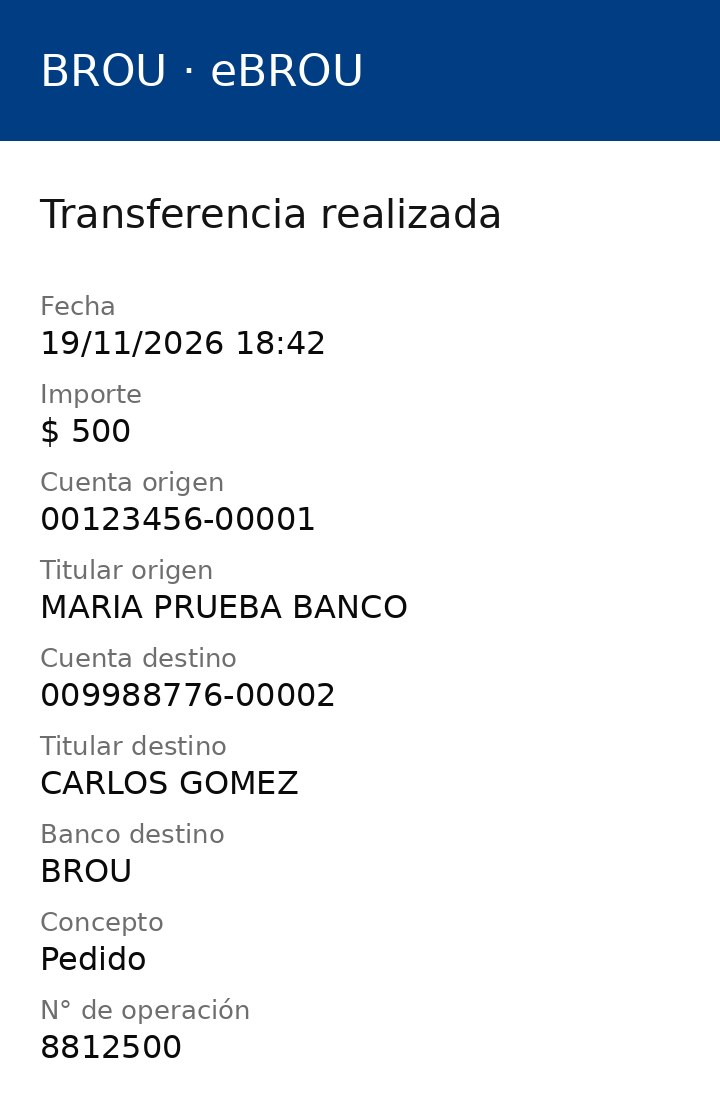 BROU · eBROU
Transferencia realizada
Fecha
19/11/2026 18:42
Importe
$ 500
Cuenta origen
00123456-00001
Titular origen
MARIA PRUEBA BANCO
Cuenta destino
009988776-00002
Titular destino
CARLOS GOMEZ
Banco destino
BROU
Concepto
Pedido
N° de operación
8812500